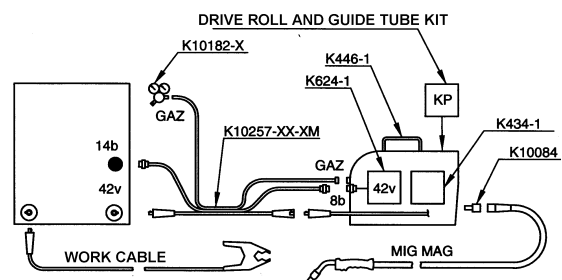 DRIVE ROLL AND GUIDE TUBE KIT
K10182-X
K446-1
K624-1
KP
GAZ
K10257-XX-XM
K434-1
14b
GAZ
K10084
42v
42v
8b
WORK CABLE
MIG MAG